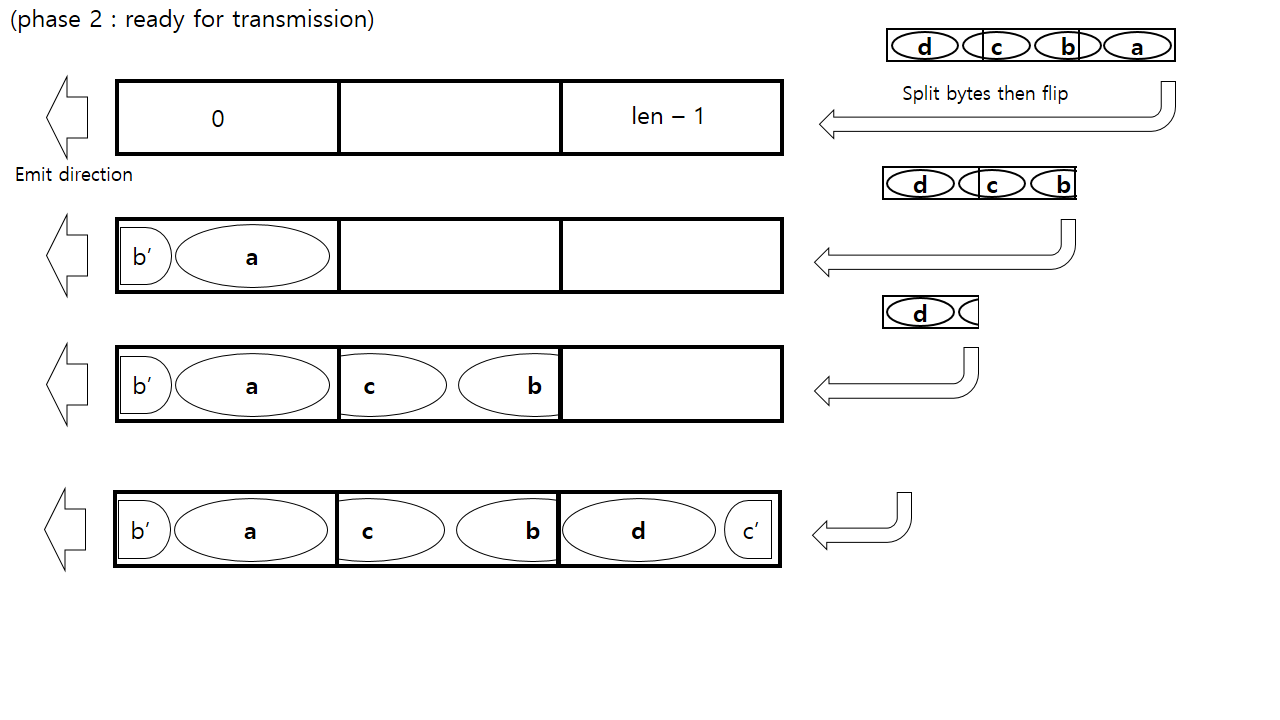 (phase 2 : ready for transmission)
d c b a
Split bytes then flip
0 len – 1
Emit direction
d c b
b’ a
d
b’ a c b
b’ a c b d c’